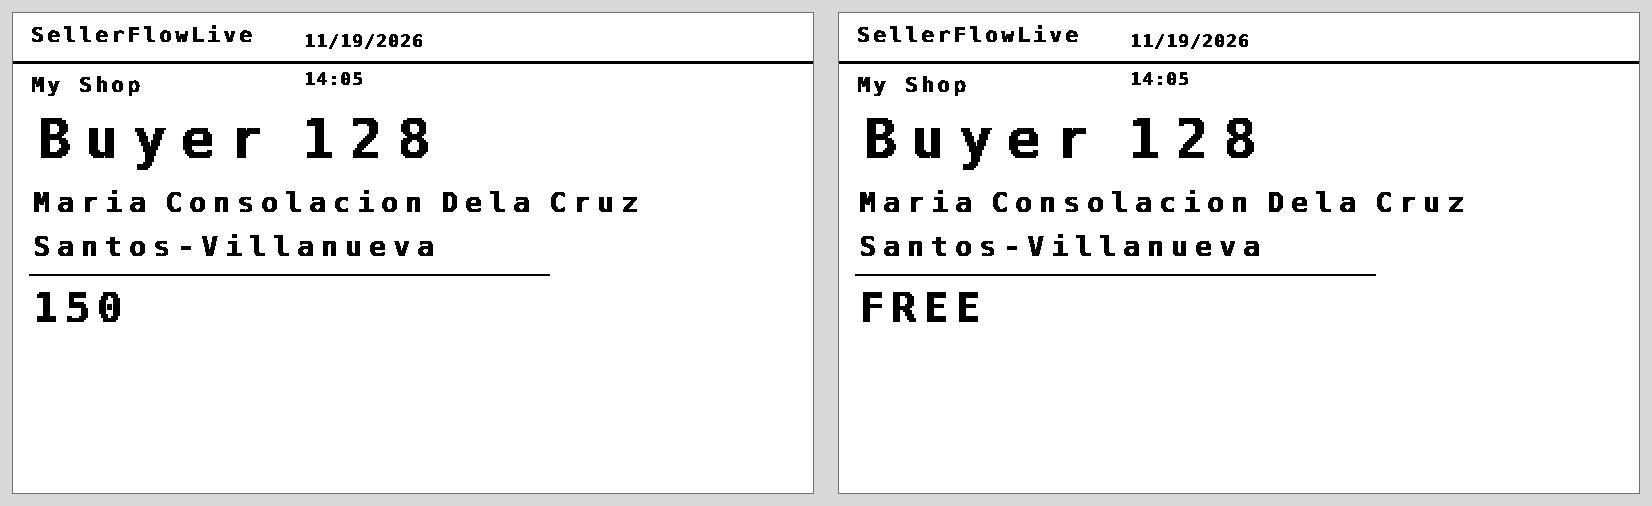 SellerFlowLive
11/19/2026
My Shop
14:05
Buyer 128
Maria Consolacion Dela Cruz
Santos-Villanueva
150
SellerFlowLive
11/19/2026
My Shop
14:05
Buyer 128
Maria Consolacion Dela Cruz
Santos-Villanueva
FREE